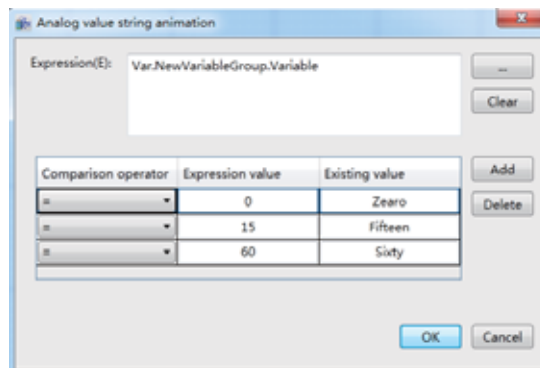 Analog value string animation
Expression(E): Var.NewVariableGroup.Variable
...
Clear
Comparison operator Expression value Existing value
= 0 Zearo
= 15 Fifteen
= 60 Sixty
Add
Delete
OK Cancel